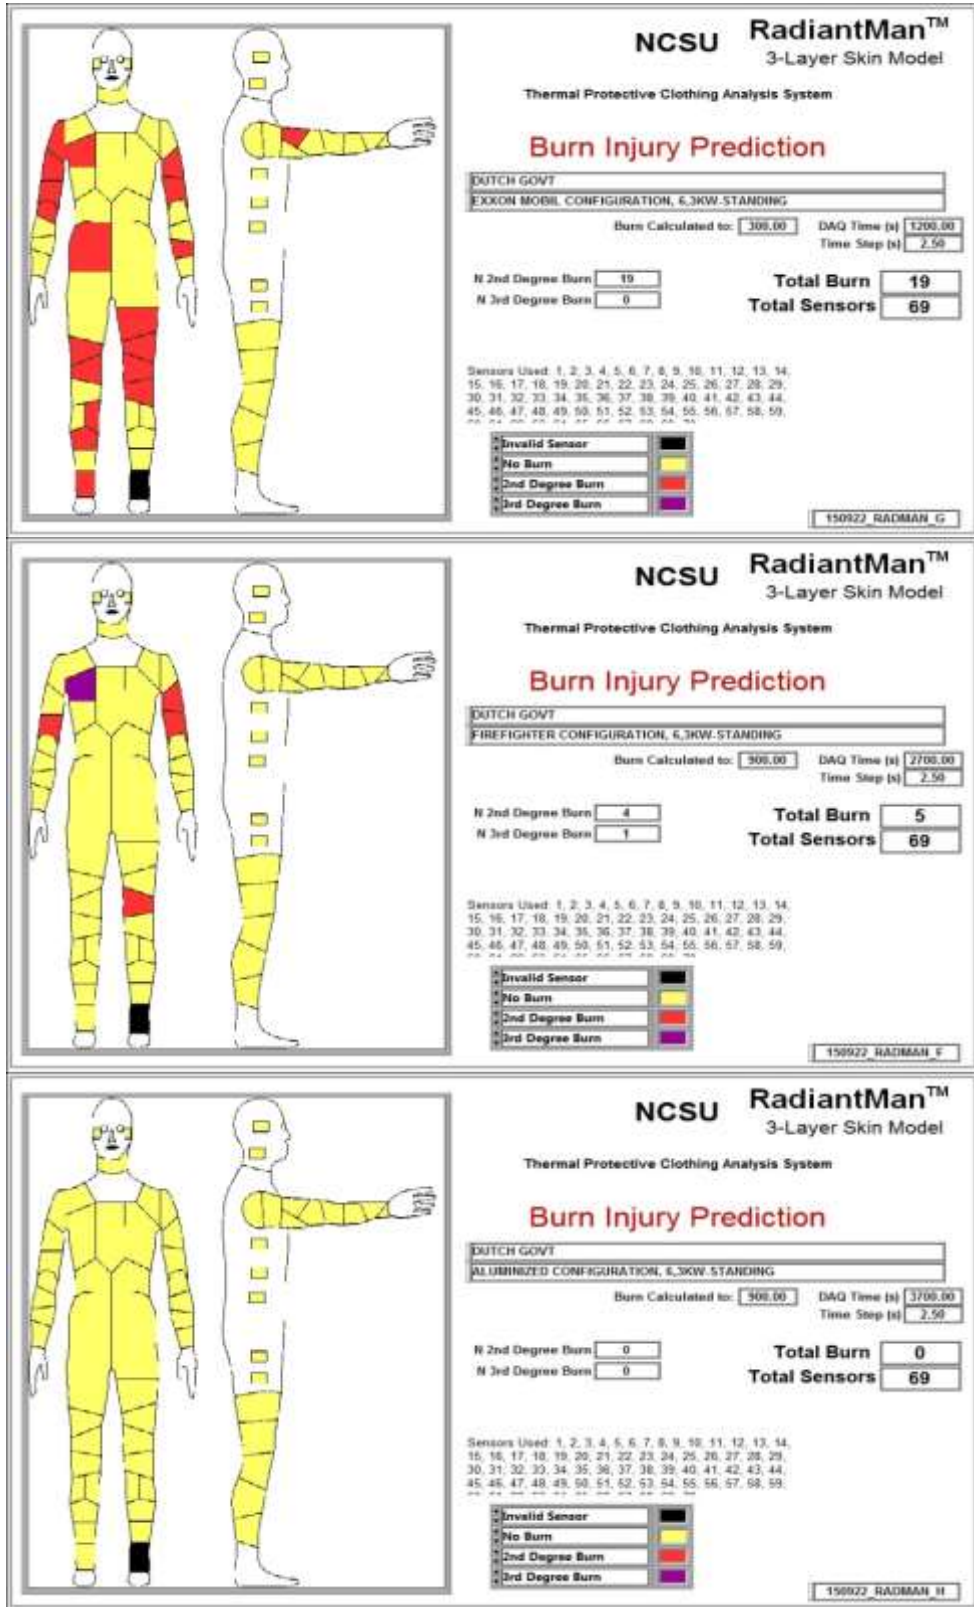 NCSU RadiantMan™
3-Layer Skin Model
Thermal Protective Clothing Analysis System
Burn Injury Prediction
DUTCH GOVT
EXXON MOBIL CONFIGURATION, 6,3KW-STANDING
Burn Calculated to: 300.00 DAQ Time (s) 1200.00
Time Step (s) 2.50
N 2nd Degree Burn 19 Total Burn 19
N 3rd Degree Burn 0 Total Sensors 69
Sensors Used: 1, 2, 3, 4, 5, 6, 7, 8, 9, 10, 11, 12, 13, 14,
15, 16, 17, 18, 19, 20, 21, 22, 23, 24, 25, 26, 27, 28, 29,
30, 31, 32, 33, 34, 35, 36, 37, 38, 39, 40, 41, 42, 43, 44,
45, 46, 47, 48, 49, 50, 51, 52, 53, 54, 55, 56, 57, 58, 59,
Invalid Sensor
No Burn
2nd Degree Burn
3rd Degree Burn
150922_RADMAN_G
NCSU RadiantMan™
3-Layer Skin Model
Thermal Protective Clothing Analysis System
Burn Injury Prediction
DUTCH GOVT
FIREFIGHTER CONFIGURATION, 6,3KW-STANDING
Burn Calculated to: 900.00 DAQ Time (s) 2700.00
Time Step (s) 2.50
N 2nd Degree Burn 4 Total Burn 5
N 3rd Degree Burn 1 Total Sensors 69
Sensors Used: 1, 2, 3, 4, 5, 6, 7, 8, 9, 10, 11, 12, 13, 14,
15, 16, 17, 18, 19, 20, 21, 22, 23, 24, 25, 26, 27, 28, 29,
30, 31, 32, 33, 34, 35, 36, 37, 38, 39, 40, 41, 42, 43, 44,
45, 46, 47, 48, 49, 50, 51, 52, 53, 54, 55, 56, 57, 58, 59,
Invalid Sensor
No Burn
2nd Degree Burn
3rd Degree Burn
150922_RADMAN_F
NCSU RadiantMan™
3-Layer Skin Model
Thermal Protective Clothing Analysis System
Burn Injury Prediction
DUTCH GOVT
ALUMINIZED CONFIGURATION, 6,3KW-STANDING
Burn Calculated to: 900.00 DAQ Time (s) 3700.00
Time Step (s) 2.50
N 2nd Degree Burn 0 Total Burn 0
N 3rd Degree Burn 0 Total Sensors 69
Sensors Used: 1, 2, 3, 4, 5, 6, 7, 8, 9, 10, 11, 12, 13, 14,
15, 16, 17, 18, 19, 20, 21, 22, 23, 24, 25, 26, 27, 28, 29,
30, 31, 32, 33, 34, 35, 36, 37, 38, 39, 40, 41, 42, 43, 44,
45, 46, 47, 48, 49, 50, 51, 52, 53, 54, 55, 56, 57, 58, 59,
Invalid Sensor
No Burn
2nd Degree Burn
3rd Degree Burn
150922_RADMAN_H